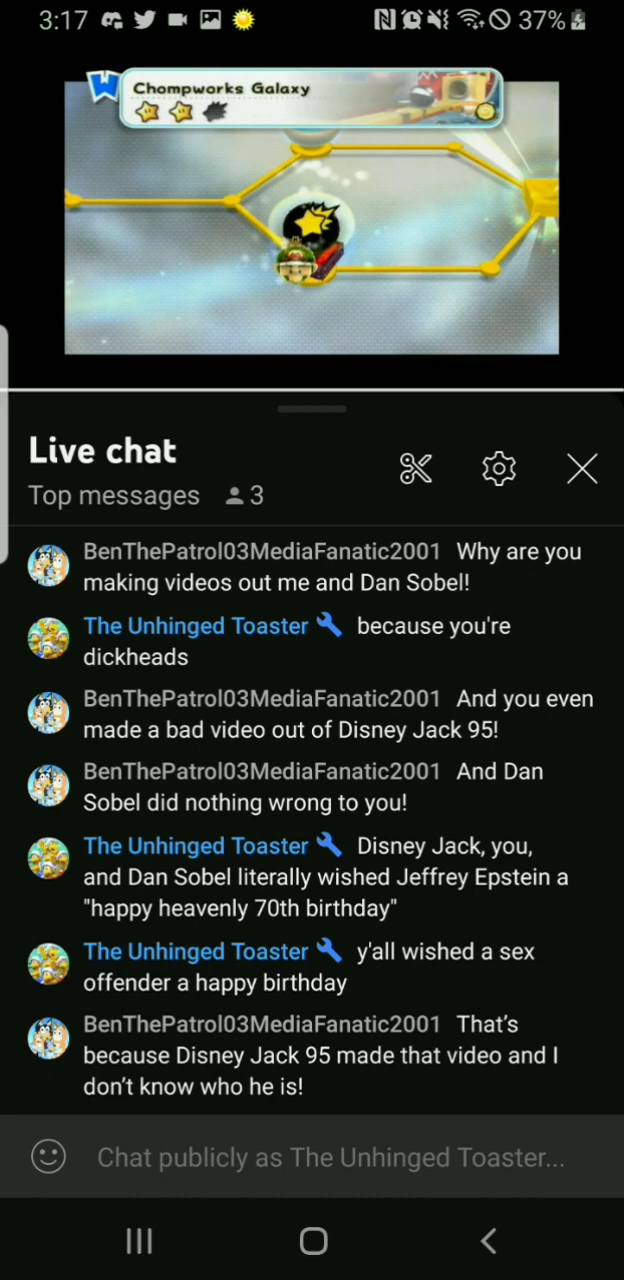 3:17
37%
Chompworks Galaxy
Live chat
Top messages 3
BenThePatrol03MediaFanatic2001 Why are you
making videos out me and Dan Sobel!
The Unhinged Toaster because you're
dickheads
BenThePatrol03MediaFanatic2001 And you even
made a bad video out of Disney Jack 95!
BenThePatrol03MediaFanatic2001 And Dan
Sobel did nothing wrong to you!
The Unhinged Toaster Disney Jack, you,
and Dan Sobel literally wished Jeffrey Epstein a
"happy heavenly 70th birthday"
The Unhinged Toaster y'all wished a sex
offender a happy birthday
BenThePatrol03MediaFanatic2001 That's
because Disney Jack 95 made that video and I
don't know who he is!
Chat publicly as The Unhinged Toaster...